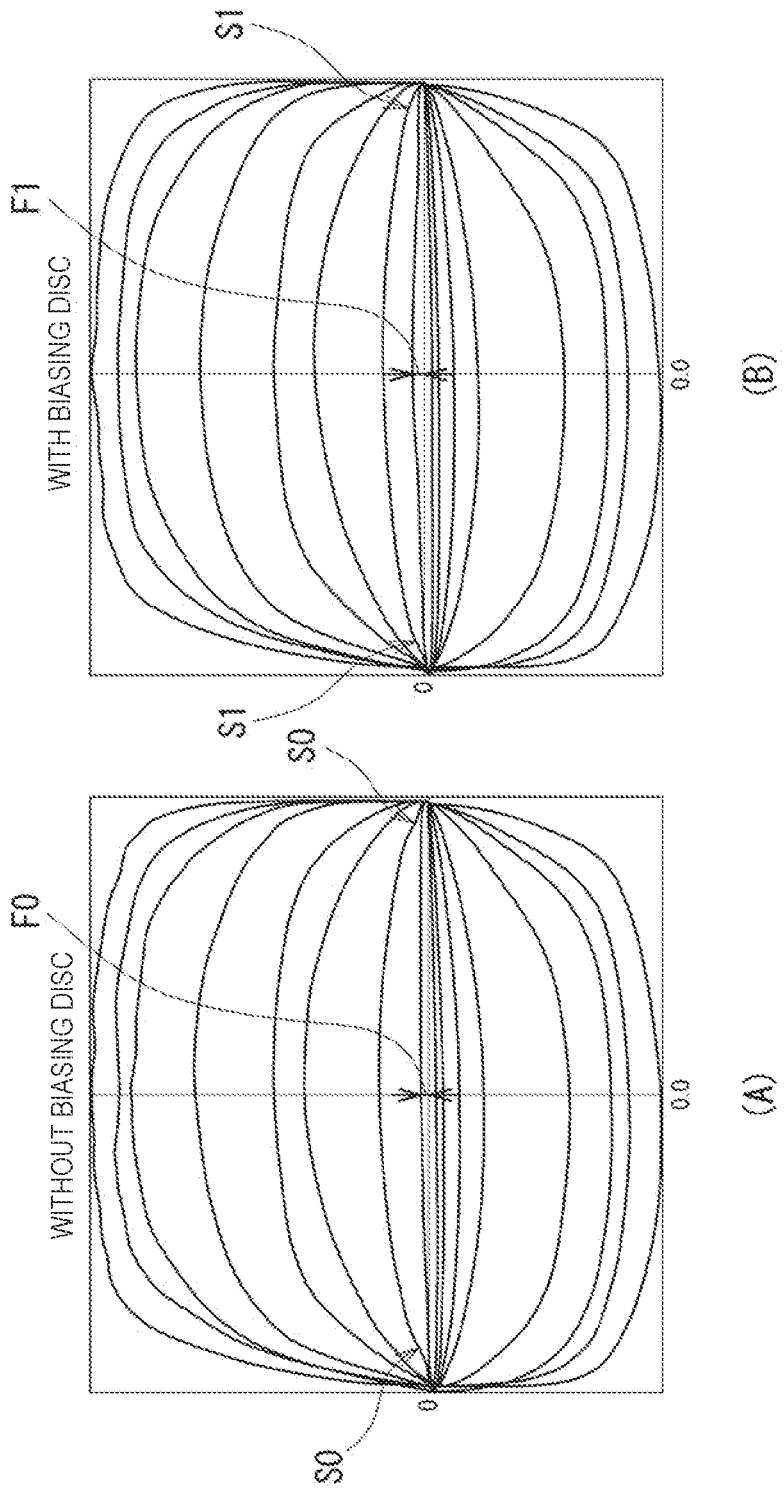 WITHOUT BIASING DISC
F0
S0
S0
0
0.0
(A)
WITH BIASING DISC
F1
S1
S1
0
0.0
(B)